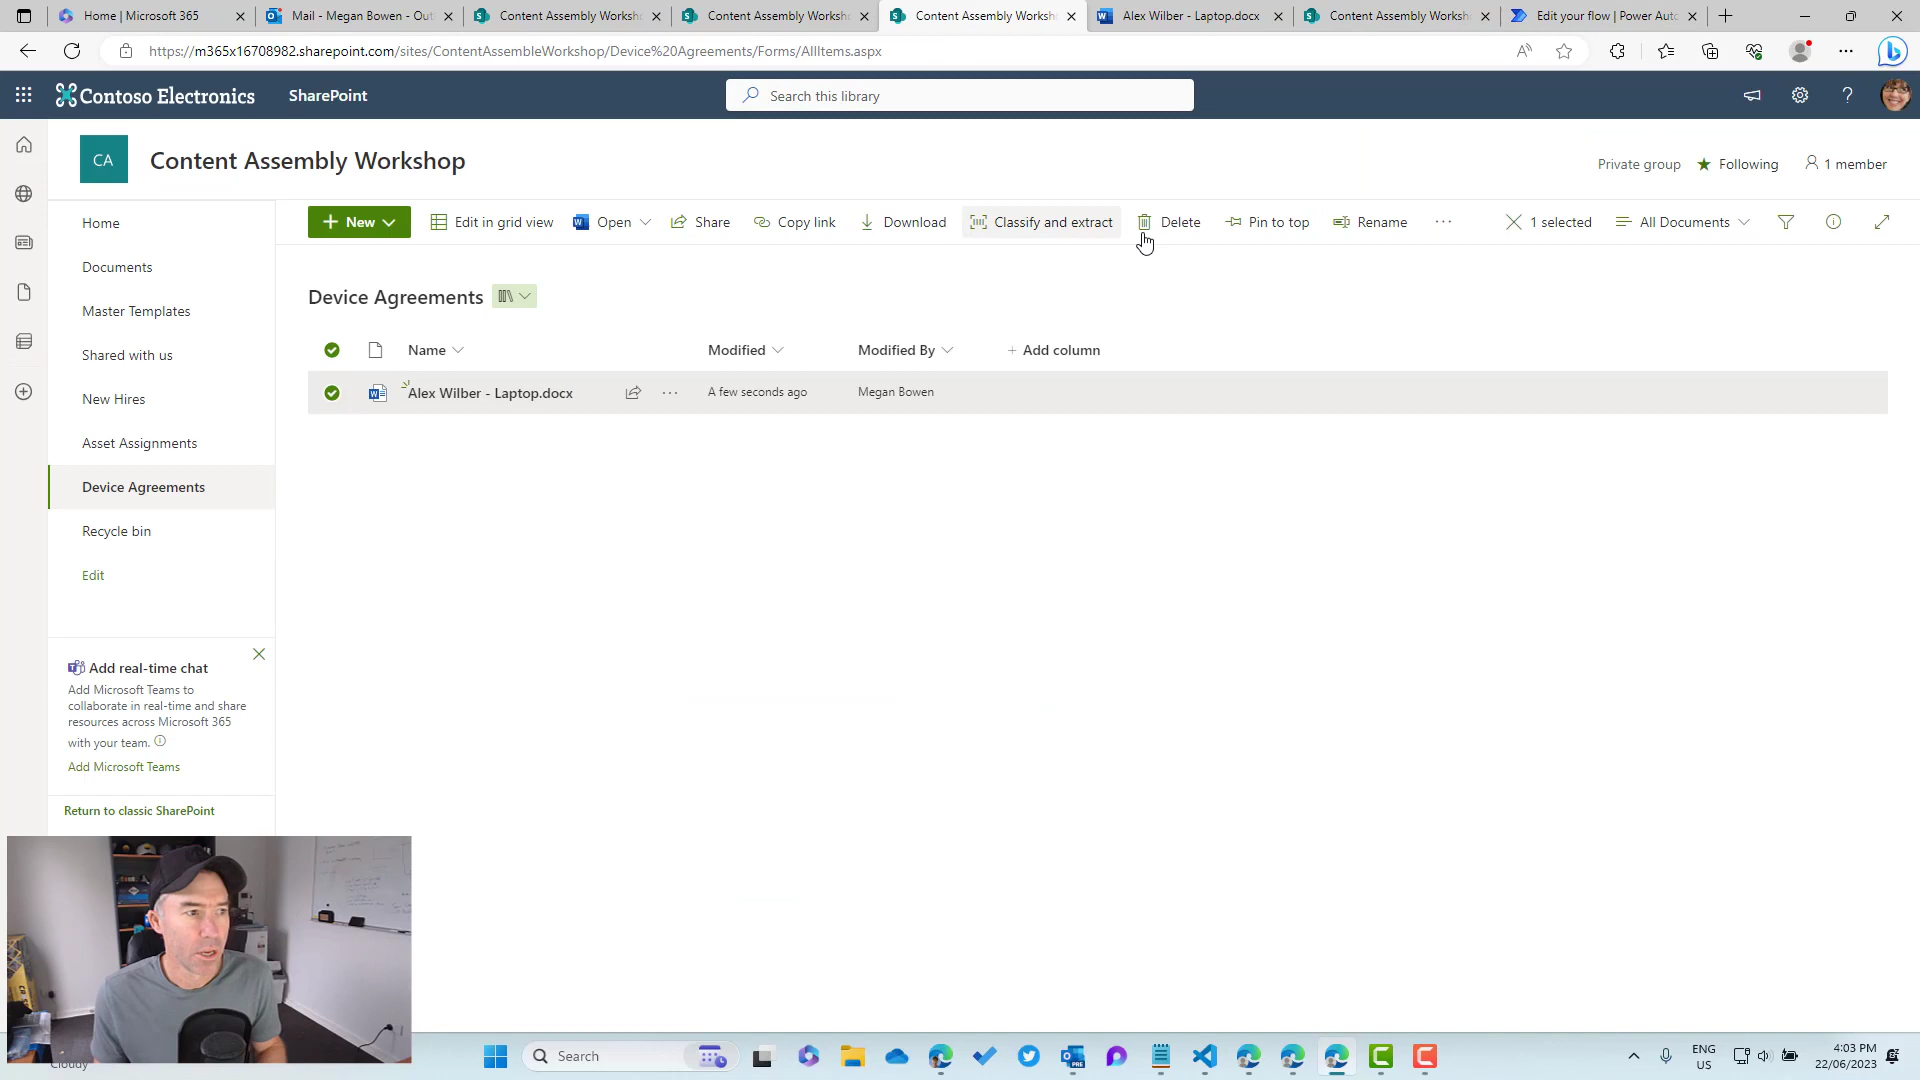 Home | Microsoft 365
Mail - Megan Bowen - Out
Content Assembly Worksh
Content Assembly Worksh
Content Assembly Worksh
Alex Wilber - Laptop.docx
Content Assembly Worksh
Edit your flow | Power Auto
https://m365x16708982.sharepoint.com/sites/ContentAssembleWorkshop/Device%20Agreements/Forms/AllItems.aspx
Contoso Electronics
SharePoint
Search this library
CA
Content Assembly Workshop
Private group
Following
1 member
Home
Documents
Master Templates
Shared with us
New Hires
Asset Assignments
Device Agreements
Recycle bin
Edit
New
Edit in grid view
Open
Share
Copy link
Download
Classify and extract
Delete
Pin to top
Rename
1 selected
All Documents
Device Agreements
Name
Modified
Modified By
Add column
Alex Wilber - Laptop.docx
A few seconds ago
Megan Bowen
Add real-time chat
Add Microsoft Teams to
collaborate in real-time and share
resources across Microsoft 365
with your team.
Add Microsoft Teams
Return to classic SharePoint
Cloudy
Search
ENG
US
4:03 PM
22/06/2023